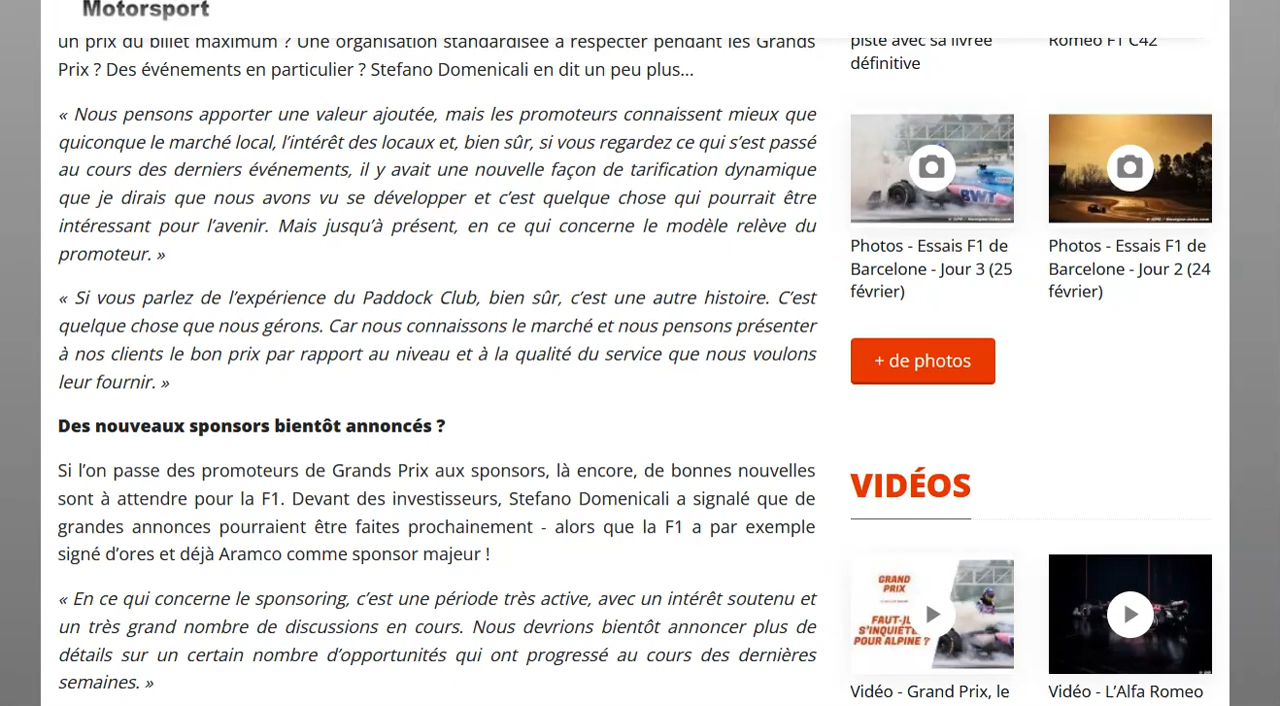 Motorsport
un prix du billet maximum ? Une organisation standardisée à respecter pendant les Grands
Prix ? Des événements en particulier ? Stefano Domenicali en dit un peu plus…
« Nous pensons apporter une valeur ajoutée, mais les promoteurs connaissent mieux que
quiconque le marché local, l’intérêt des locaux et, bien sûr, si vous regardez ce qui s’est passé
au cours des derniers événements, il y avait une nouvelle façon de tarification dynamique
que je dirais que nous avons vu se développer et c’est quelque chose qui pourrait être
intéressant pour l’avenir. Mais jusqu’à présent, en ce qui concerne le modèle relève du
promoteur. »
« Si vous parlez de l’expérience du Paddock Club, bien sûr, c’est une autre histoire. C’est
quelque chose que nous gérons. Car nous connaissons le marché et nous pensons présenter
à nos clients le bon prix par rapport au niveau et à la qualité du service que nous voulons
leur fournir. »
Des nouveaux sponsors bientôt annoncés ?
Si l’on passe des promoteurs de Grands Prix aux sponsors, là encore, de bonnes nouvelles
sont à attendre pour la F1. Devant des investisseurs, Stefano Domenicali a signalé que de
grandes annonces pourraient être faites prochainement - alors que la F1 a par exemple
signé d’ores et déjà Aramco comme sponsor majeur !
« En ce qui concerne le sponsoring, c’est une période très active, avec un intérêt soutenu et
un très grand nombre de discussions en cours. Nous devrions bientôt annoncer plus de
détails sur un certain nombre d’opportunités qui ont progressé au cours des dernières
semaines. »
piste avec sa livrée
définitive
Romeo F1 C42
BWT
Photos - Essais F1 de
Barcelone - Jour 3 (25
février)
Photos - Essais F1 de
Barcelone - Jour 2 (24
février)
+ de photos
VIDÉOS
GRAND
PRIX
FAUT-IL
S'INQUIÉTE
POUR ALPINE ?
Vidéo - Grand Prix, le
Vidéo - L’Alfa Romeo